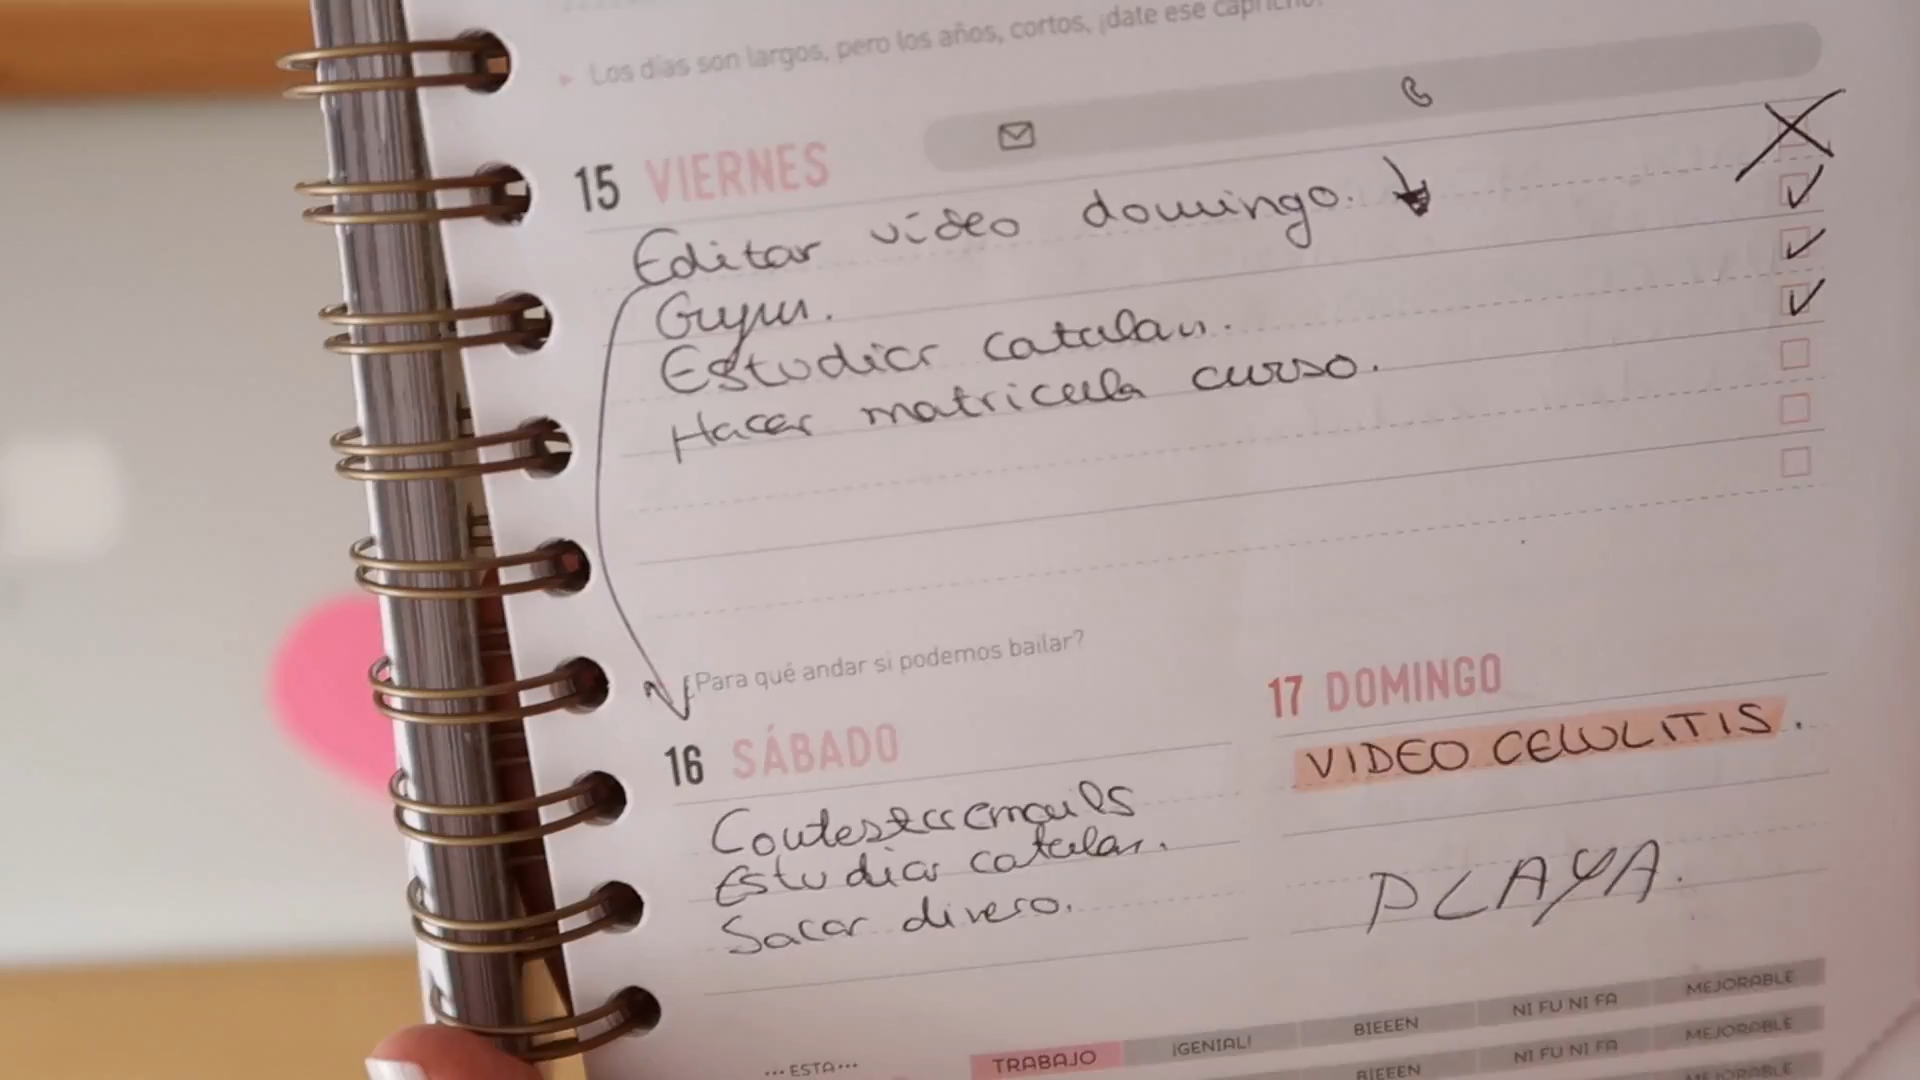 Los días son largos, pero los años, cortos, ¡date ese capricho!
15 VIERNES
Editar video domingo.
Gym.
Estudiar catalan.
Hacer matricula curso.
¿Para qué andar si podemos bailar?
16 SÁBADO
Contestar emails
Estudiar catalan.
Sacar dinero.
17 DOMINGO
VIDEO CELULITIS.
PLAYA.
...ESTA...
TRABAJO ¡GENIAL! BIEEEN NI FU NI FA MEJORABLE
BIEEEN NI FU NI FA MEJORABLE
MEJORABLE